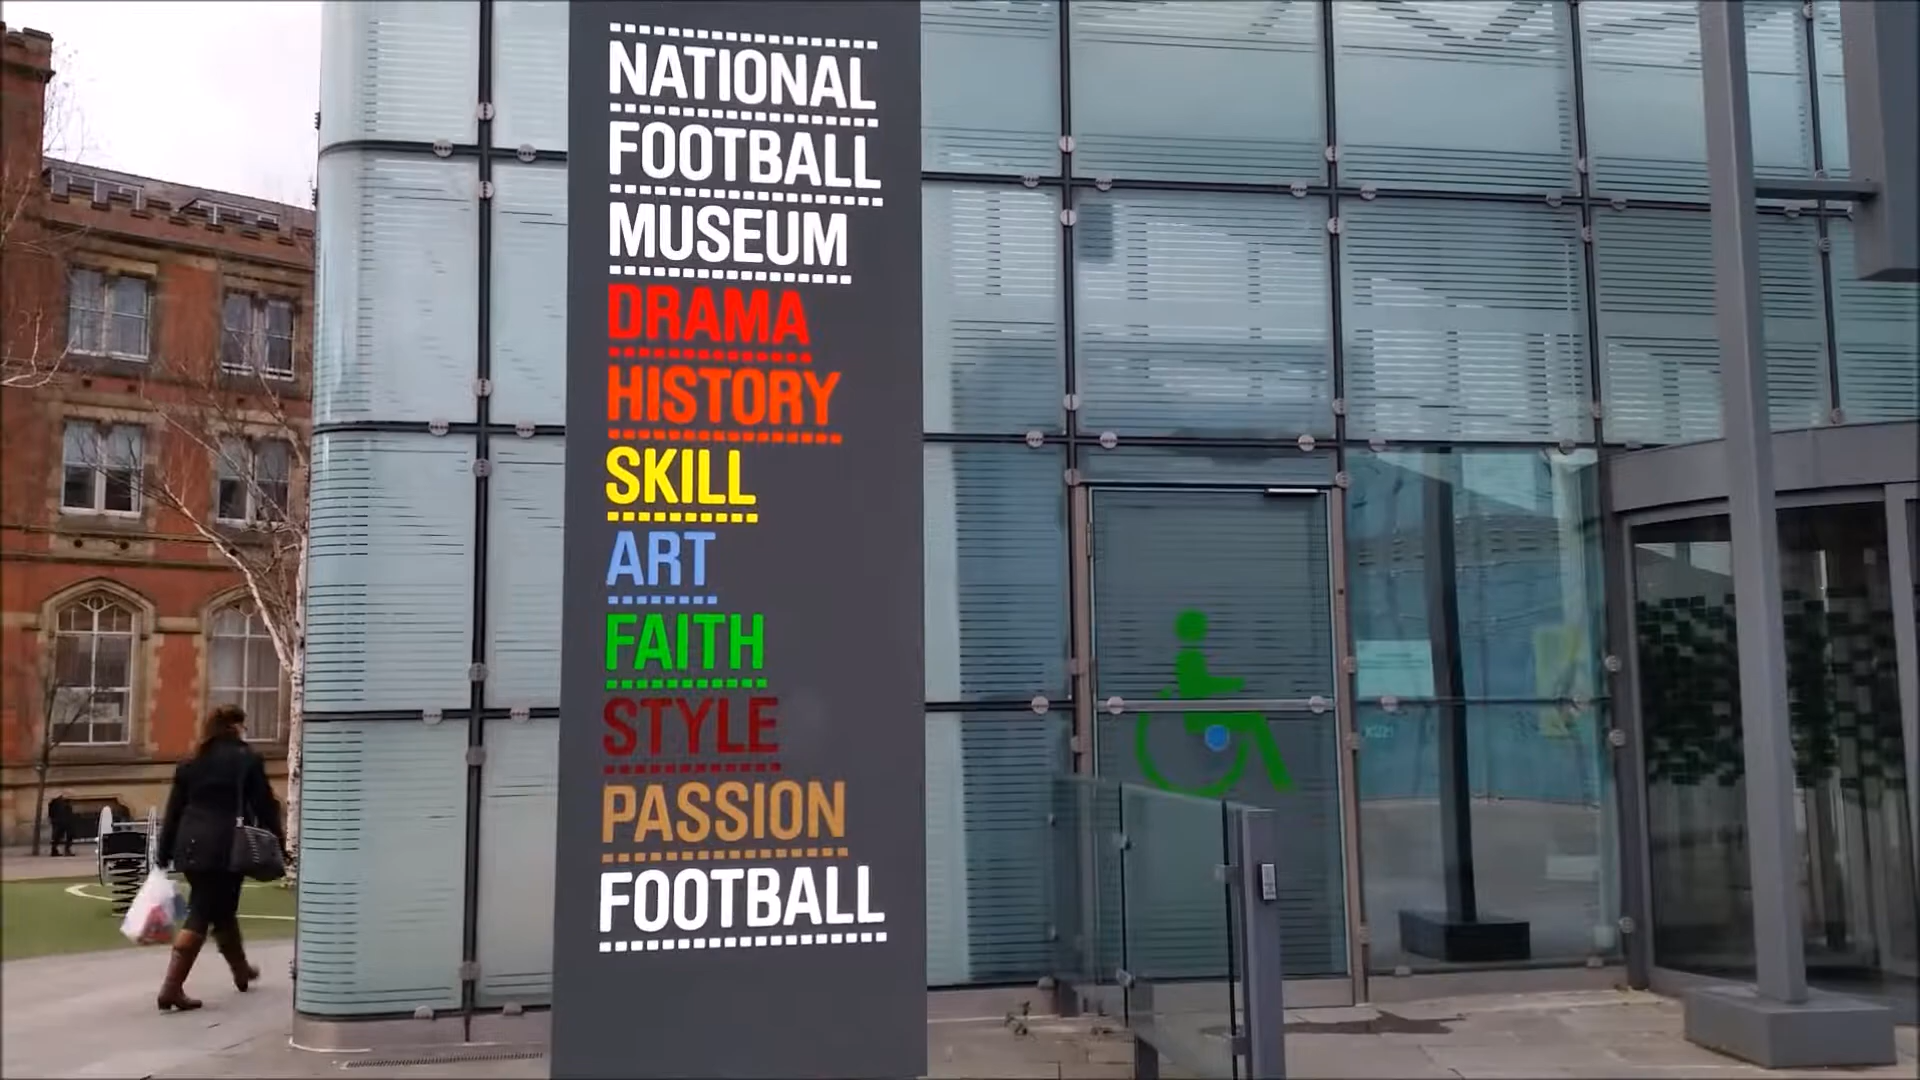 NATIONAL
FOOTBALL
MUSEUM
DRAMA
HISTORY
SKILL
ART
FAITH
STYLE
PASSION
FOOTBALL